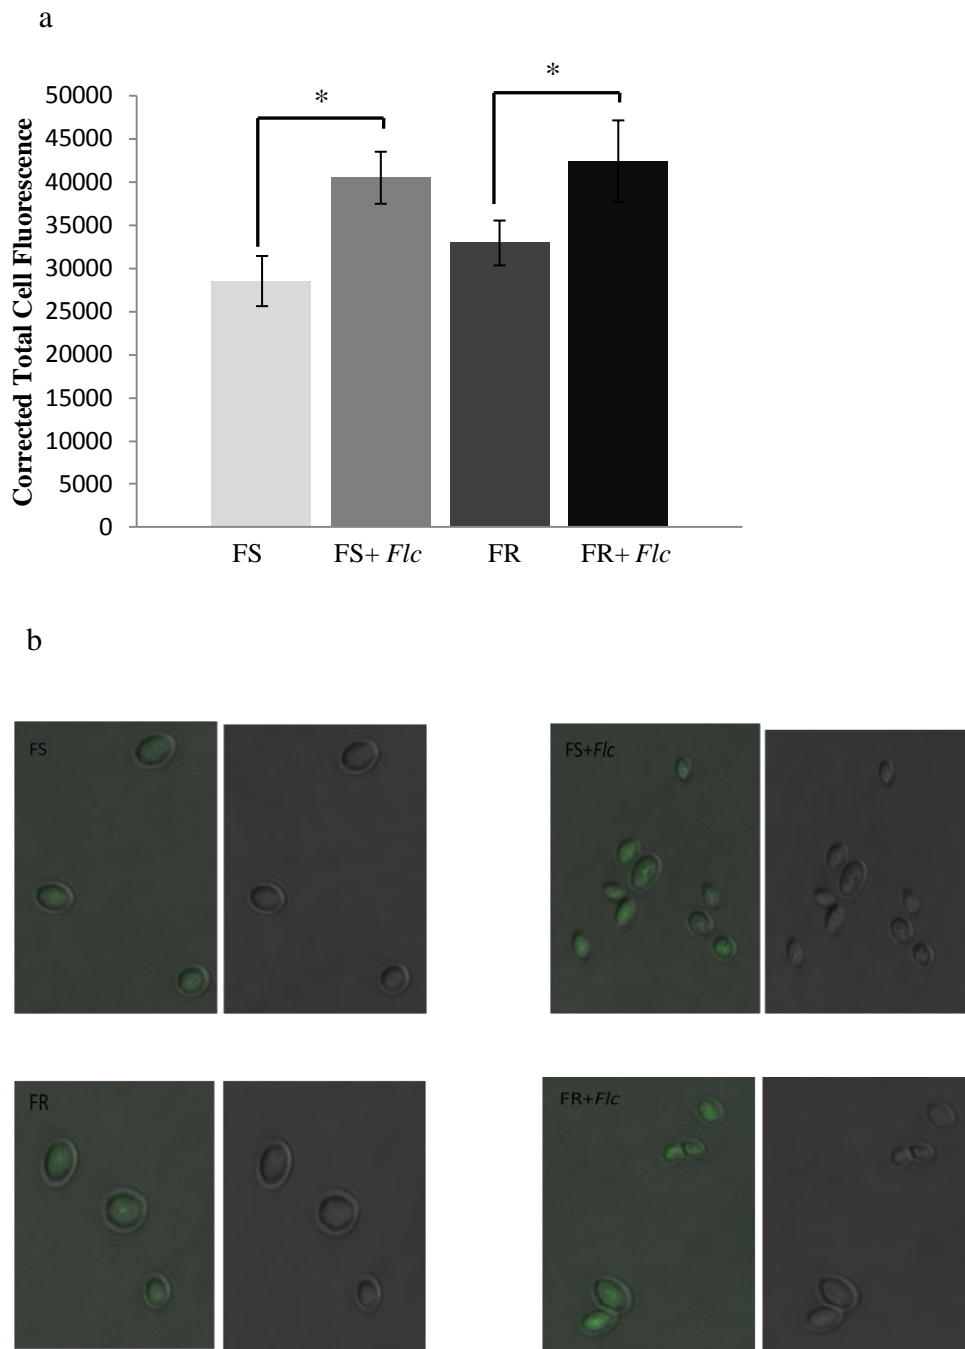 a
*
*
Corrected Total Cell Fluorescence
50000
45000
40000
35000
30000
25000
20000
15000
10000
5000
0
FS
FS+ Flc
FR
FR+ Flc
b
FS
FS+Flc
FR
FR+Flc